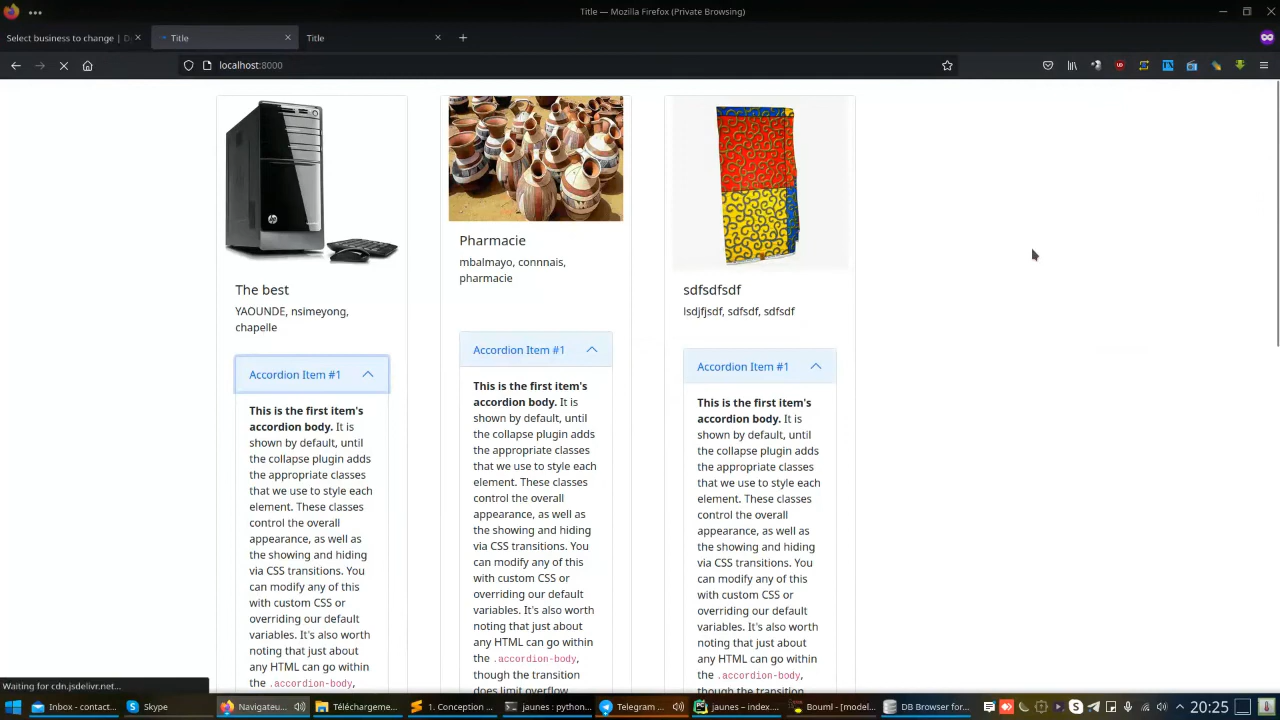 Title — Mozilla Firefox (Private Browsing)
Select business to change | D
Title
Title
localhost:8000
The best
YAOUNDE, nsimeyong,
chapelle
Accordion Item #1
This is the first item's
accordion body. It is
shown by default, until
the collapse plugin adds
the appropriate classes
that we use to style each
element. These classes
control the overall
appearance, as well as
the showing and hiding
via CSS transitions. You
can modify any of this
with custom CSS or
overriding our default
variables. It's also worth
noting that just about
any HTML can go within
the .accordion-body,
Pharmacie
mbalmayo, connnais,
pharmacie
Accordion Item #1
This is the first item's
accordion body. It is
shown by default, until
the collapse plugin adds
the appropriate classes
that we use to style each
element. These classes
control the overall
appearance, as well as
the showing and hiding
via CSS transitions. You
can modify any of this
with custom CSS or
overriding our default
variables. It's also worth
noting that just about
any HTML can go within
the .accordion-body,
though the transition
does limit overflow
sdfsdfsdf
lsdjfjsdf, sdfsdf, sdfsdf
Accordion Item #1
This is the first item's
accordion body. It is
shown by default, until
the collapse plugin adds
the appropriate classes
that we use to style each
element. These classes
control the overall
appearance, as well as
the showing and hiding
via CSS transitions. You
can modify any of this
with custom CSS or
overriding our default
variables. It's also worth
noting that just about
any HTML can go within
the .accordion-body,
though the transition
Waiting for cdn.jsdelivr.net...
Inbox - contact...
Skype
Navigateu...
Téléchargeme...
1. Conception ...
jaunes : python...
Telegram ...
jaunes – index....
Bouml - [model...
DB Browser for...
20:25